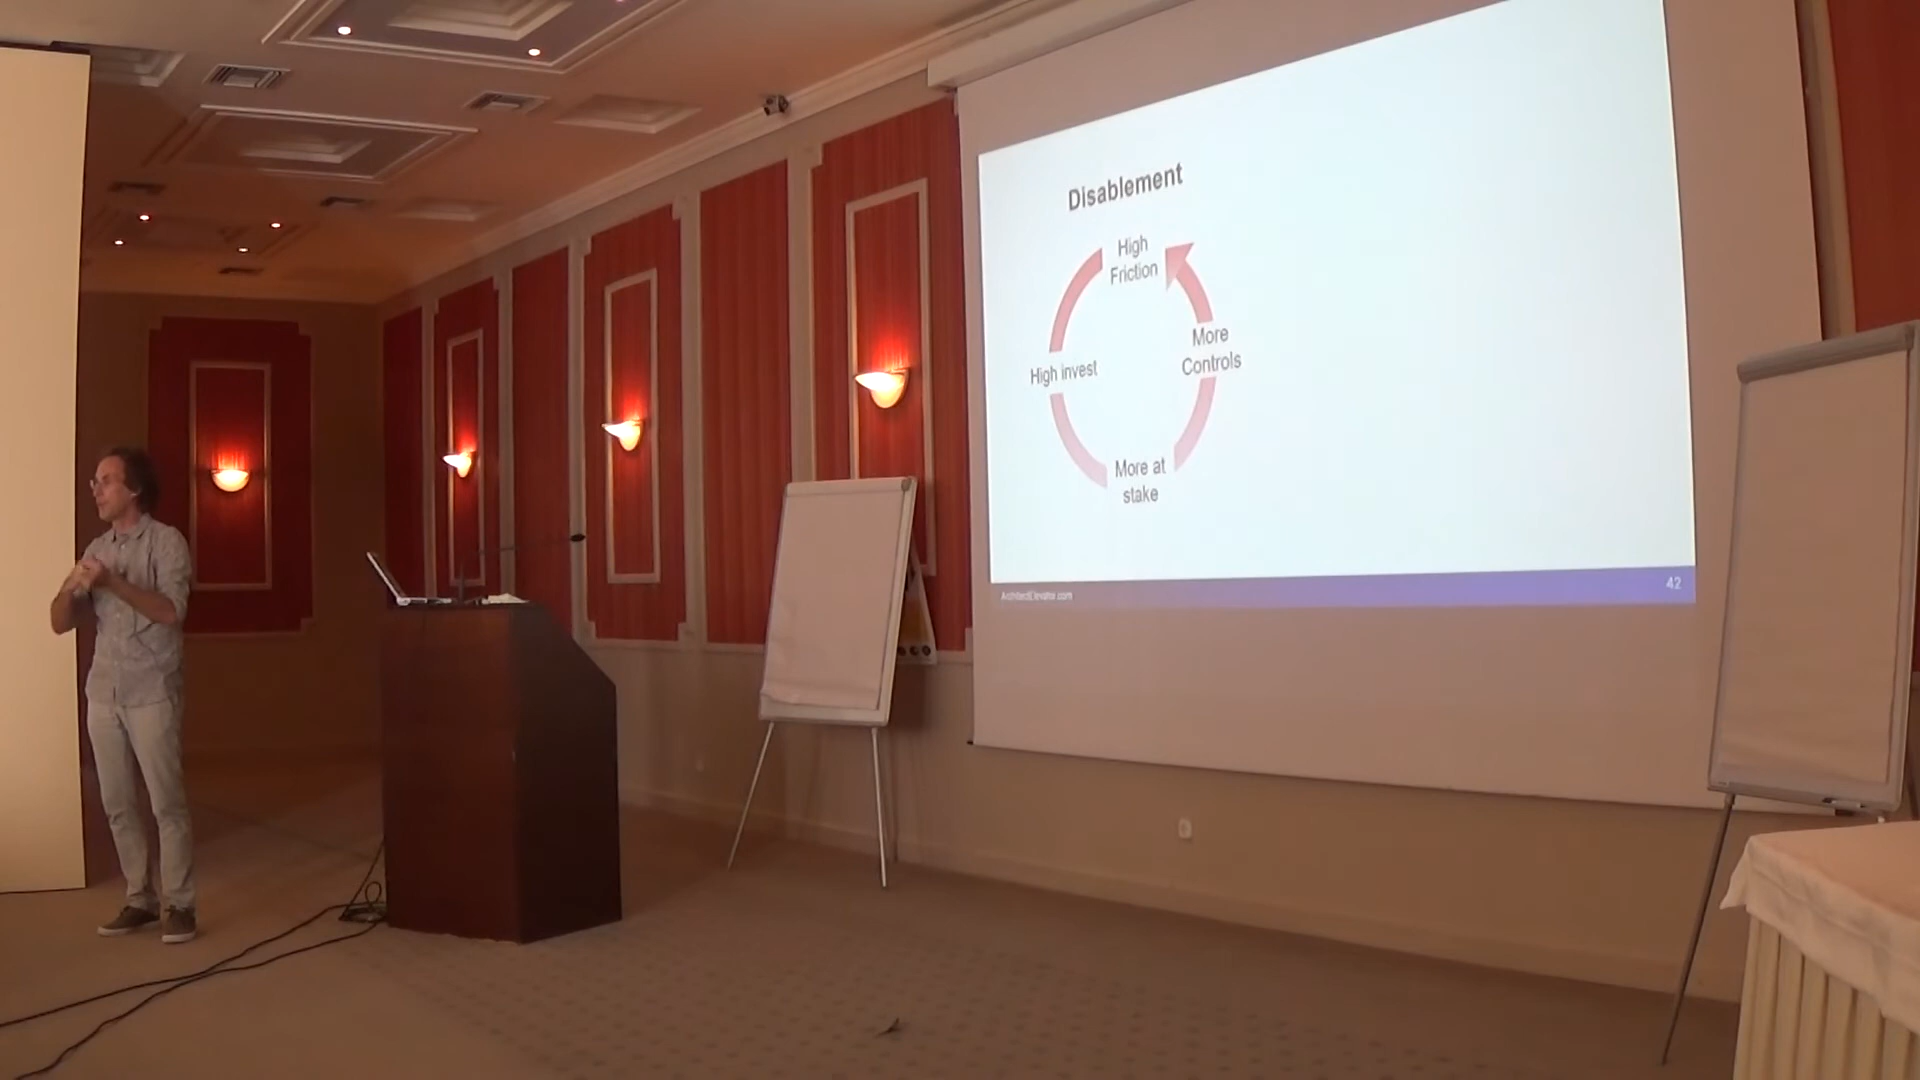 Disablement
High
Friction
More
Controls
High invest
More at
stake
ArchitectElevator.com
42